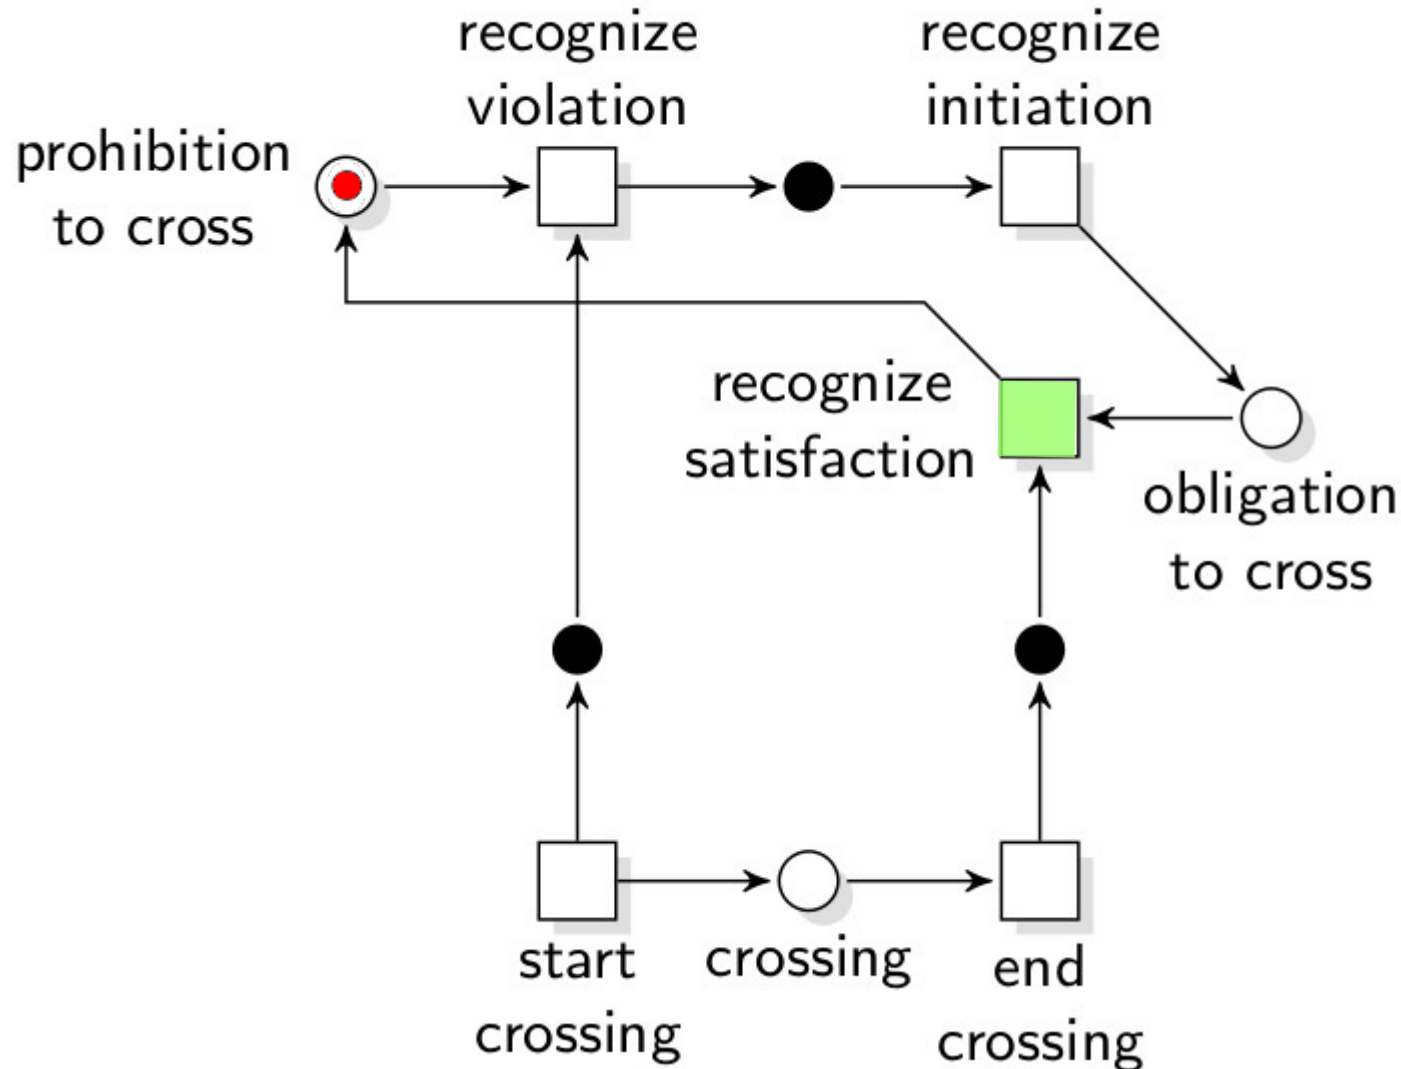 recognize
violation
recognize
initiation
prohibition
to cross
recognize
satisfaction
obligation
to cross
start
crossing
crossing
end
crossing